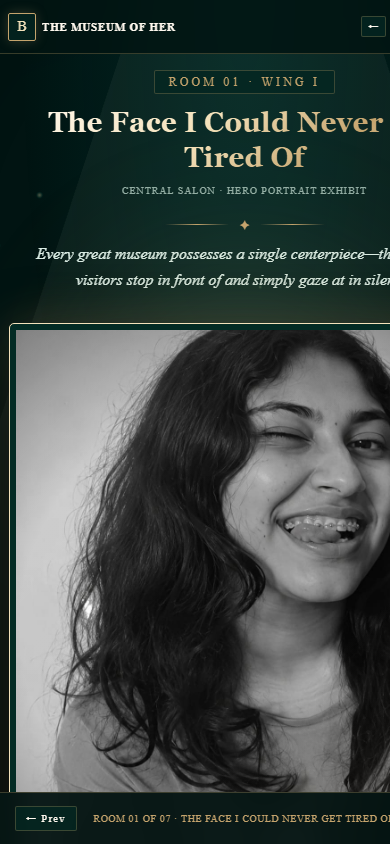 B THE MUSEUM OF HER ←
ROOM 01 · WING I
The Face I Could Never
Tired Of
CENTRAL SALON · HERO PORTRAIT EXHIBIT
Every great museum possesses a single centerpiece—th
visitors stop in front of and simply gaze at in silen
← Prev ROOM 01 OF 07 · THE FACE I COULD NEVER GET TIRED O